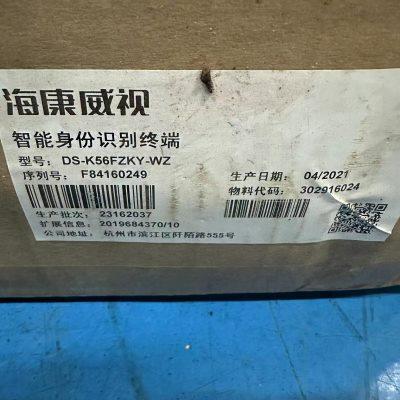 海康威视
智能身份识别终端
型号: DS-K56FZKY-WZ
序列号: F84160249
生产日期: 04/2021
物料代码: 302916024
生产批次: 23162037
扩展信息: 2019684370/10
公司地址: 杭州市滨江区阡陌路555号